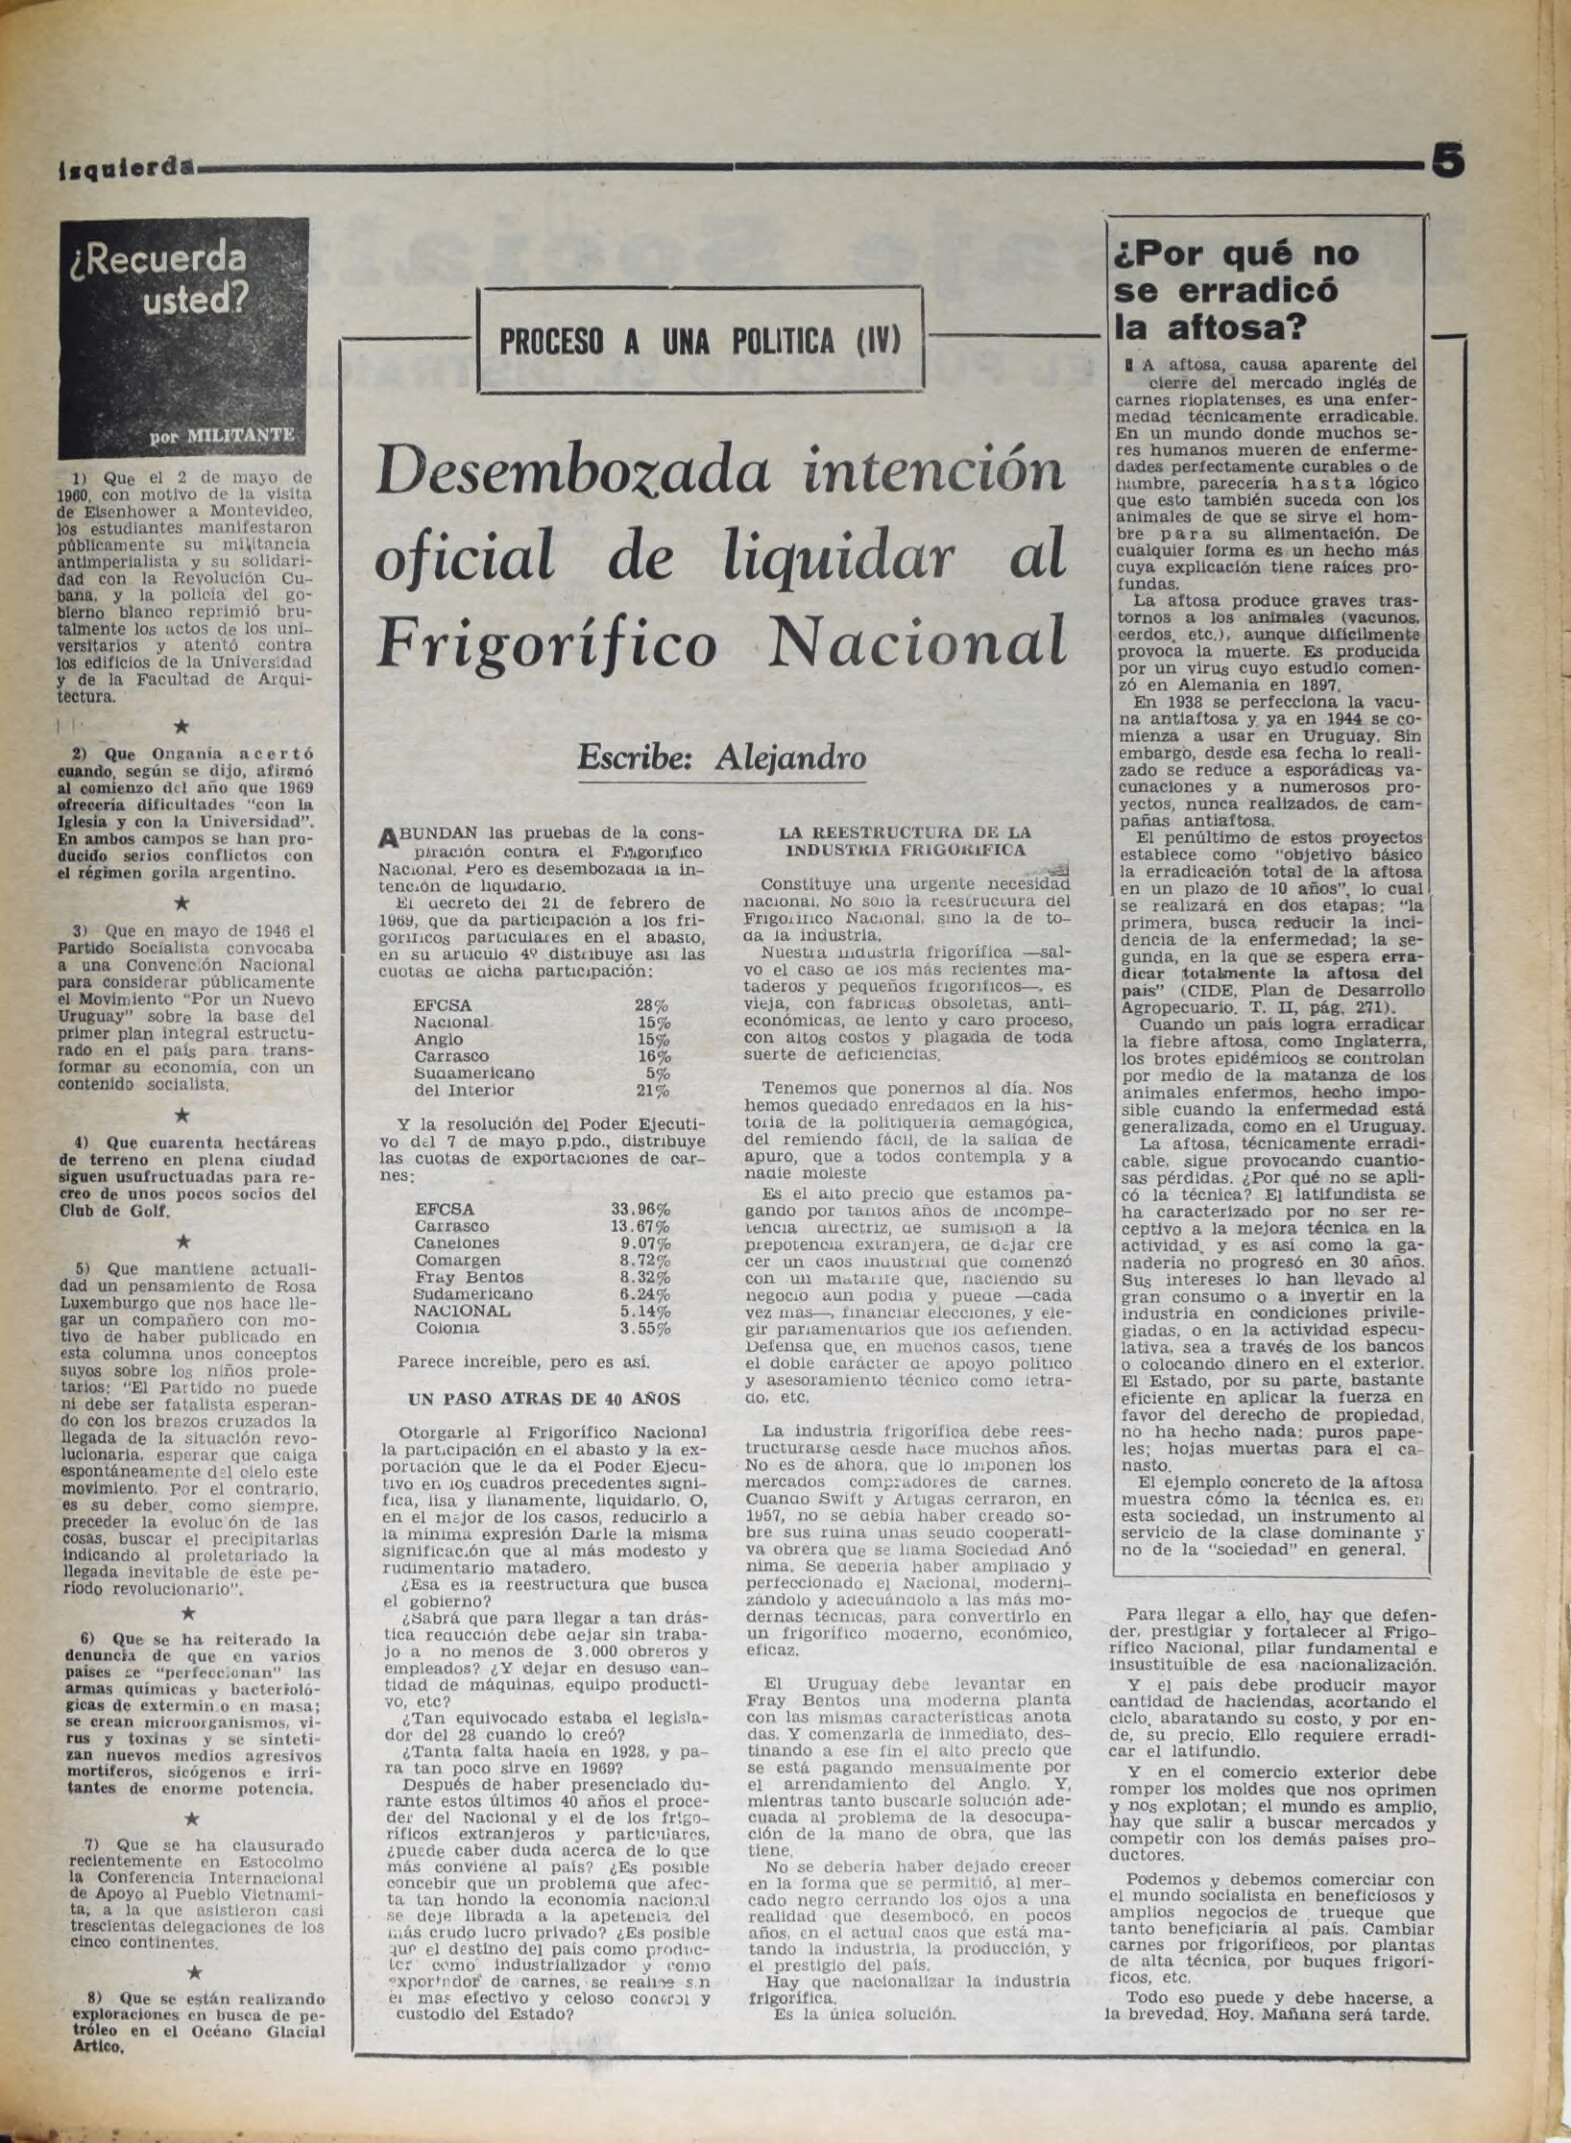 izquierda
5
¿Recuerda
usted?
por MILITANTE
1) Que el 2 de mayo de
1960, con motivo de la visita
de Eisenhower a Montevideo,
los estudiantes manifestaron
públicamente su militancia
antimperialista y su solidari-
dad con la Revolución Cu-
bana, y la policía del go-
bierno blanco reprimió bru-
talmente los actos de los uni-
versitarios y atentó contra
los edificios de la Universidad
y de la Facultad de Arqui-
tectura.
★
2) Que Onganía acertó
cuando, según se dijo, afirmó
al comienzo del año que 1969
ofrecería dificultades "con la
Iglesia y con la Universidad".
En ambos campos se han pro-
ducido serios conflictos con
el régimen gorila argentino.
★
3) Que en mayo de 1946 el
Partido Socialista convocaba
a una Convención Nacional
para considerar públicamente
el Movimiento "Por un Nuevo
Uruguay" sobre la base del
primer plan integral estructu-
rado en el país para trans-
formar su economía, con un
contenido socialista.
★
4) Que cuarenta hectáreas
de terreno en plena ciudad
siguen usufructuadas para re-
creo de unos pocos socios del
Club de Golf.
★
5) Que mantiene actuali-
dad un pensamiento de Rosa
Luxemburgo que nos hace lle-
gar un compañero con mo-
tivo de haber publicado en
esta columna unos conceptos
suyos sobre los niños prole-
tarios: "El Partido no puede
ni debe ser fatalista esperan-
do con los brazos cruzados la
llegada de la situación revo-
lucionaria, esperar que caiga
espontáneamente del cielo este
movimiento. Por el contrario,
es su deber, como siempre,
preceder la evolución de las
cosas, buscar el precipitarlas
indicando al proletariado la
llegada inevitable de este pe-
ríodo revolucionario".
★
6) Que se ha reiterado la
denuncia de que en varios
países se "perfeccionan" las
armas químicas y bacterioló-
gicas de exterminio en masa;
se crean microorganismos, vi-
rus y toxinas y se sinteti-
zan nuevos medios agresivos
mortíferos, sicógenos e irri-
tantes de enorme potencia.
★
7) Que se ha clausurado
recientemente en Estocolmo
la Conferencia Internacional
de Apoyo al Pueblo Vietnami-
ta, a la que asistieron casi
trescientas delegaciones de los
cinco continentes.
★
8) Que se están realizando
exploraciones en busca de pe-
tróleo en el Océano Glacial
Artico.
PROCESO A UNA POLITICA (IV)
Desembozada intención
oficial de liquidar al
Frigorífico Nacional
Escribe: Alejandro
ABUNDAN las pruebas de la cons-
piración contra el Frigorífico
Nacional. Pero es desembozada la in-
tención de liquidarlo.
El decreto del 21 de febrero de
1969, que da participación a los fri-
goríficos particulares en el abasto,
en su artículo 4º distribuye así las
cuotas de dicha participación:
EFCSA 28%
Nacional 15%
Anglo 15%
Carrasco 16%
Sudamericano 5%
del Interior 21%
Y la resolución del Poder Ejecuti-
vo del 7 de mayo p.pdo., distribuye
las cuotas de exportaciones de car-
nes:
EFCSA 33.96%
Carrasco 13.67%
Canelones 9.07%
Comargen 8.72%
Fray Bentos 8.32%
Sudamericano 6.24%
NACIONAL 5.14%
Colonia 3.55%
Parece increíble, pero es así.
UN PASO ATRAS DE 40 AÑOS
Otorgarle al Frigorífico Nacional
la participación en el abasto y la ex-
portación que le da el Poder Ejecu-
tivo en los cuadros precedentes signi-
fica, lisa y llanamente, liquidarlo. O,
en el mejor de los casos, reducirlo a
la mínima expresión Darle la misma
significación que al más modesto y
rudimentario matadero.
¿Esa es la reestructura que busca
el gobierno?
¿Sabrá que para llegar a tan drás-
tica reducción debe dejar sin traba-
jo a no menos de 3.000 obreros y
empleados? ¿Y dejar en desuso can-
tidad de máquinas, equipo producti-
vo, etc?
¿Tan equivocado estaba el legisla-
dor del 28 cuando lo creó?
¿Tanta falta hacía en 1928, y pa-
ra tan poco sirve en 1969?
Después de haber presenciado du-
rante estos últimos 40 años el proce-
der del Nacional y el de los frigo-
ríficos extranjeros y particulares,
¿puede caber duda acerca de lo que
más conviene al país? ¿Es posible
concebir que un problema que afec-
ta tan hondo la economía nacional
se deje librada a la apetencia del
más crudo lucro privado? ¿Es posible
que el destino del país como produc-
tor como industrializador y como
exportador de carnes, se realice sin
el mas efectivo y celoso control y
custodio del Estado?
LA REESTRUCTURA DE LA
INDUSTRIA FRIGORIFICA
Constituye una urgente necesidad
nacional. No solo la reestructura del
Frigorífico Nacional, sino la de to-
da la industria.
Nuestra industria frigorífica —sal-
vo el caso de los más recientes ma-
taderos y pequeños frigoríficos—, es
vieja, con fabricas obsoletas, anti-
económicas, de lento y caro proceso,
con altos costos y plagada de toda
suerte de deficiencias.
Tenemos que ponernos al día. Nos
hemos quedado enredados en la his-
toria de la politiquería demagógica,
del remiendo fácil, de la salida de
apuro, que a todos contempla y a
nadie moleste
Es el alto precio que estamos pa-
gando por tantos años de incompe-
tencia directriz, de sumisión a la
prepotencia extranjera, de dejar cre
cer un caos industrial que comenzó
con un matarife que, haciendo su
negocio aun podía y puede —cada
vez mas—, financiar elecciones, y ele-
gir parlamentarios que los defienden.
Defensa que, en muchos casos, tiene
el doble carácter de apoyo político
y asesoramiento técnico como letra-
do, etc.
La industria frigorífica debe rees-
tructurarse desde hace muchos años.
No es de ahora, que lo imponen los
mercados compradores de carnes.
Cuando Swift y Artigas cerraron, en
1957, no se debía haber creado so-
bre sus ruina unas seudo cooperati-
va obrera que se llama Sociedad Anó
nima. Se debería haber ampliado y
perfeccionado el Nacional, moderni-
zándolo y adecuándolo a las más mo-
dernas técnicas, para convertirlo en
un frigorífico moderno, económico,
eficaz.
El Uruguay debe levantar en
Fray Bentos una moderna planta
con las mismas características anota
das. Y comenzarla de inmediato, des-
tinando a ese fin el alto precio que
se está pagando mensualmente por
el arrendamiento del Anglo. Y,
mientras tanto buscarle solución ade-
cuada al problema de la desocupa-
ción de la mano de obra, que las
tiene.
No se debería haber dejado crecer
en la forma que se permitió, al mer-
cado negro cerrando los ojos a una
realidad que desembocó, en pocos
años, en el actual caos que está ma-
tando la industria, la producción, y
el prestigio del país.
Hay que nacionalizar la industria
frigorífica.
Es la única solución.
Para llegar a ello, hay que defen-
der, prestigiar y fortalecer al Frigo-
rífico Nacional, pilar fundamental e
insustituible de esa nacionalización.
Y el país debe producir mayor
cantidad de haciendas, acortando el
ciclo, abaratando su costo, y por en-
de, su precio. Ello requiere erradi-
car el latifundio.
Y en el comercio exterior debe
romper los moldes que nos oprimen
y nos explotan; el mundo es amplio,
hay que salir a buscar mercados y
competir con los demás países pro-
ductores.
Podemos y debemos comerciar con
el mundo socialista en beneficiosos y
amplios negocios de trueque que
tanto beneficiaría al país. Cambiar
carnes por frigoríficos, por plantas
de alta técnica, por buques frigorí-
ficos, etc.
Todo eso puede y debe hacerse, a
la brevedad. Hoy. Mañana será tarde.
¿Por qué no
se erradicó
la aftosa?
A aftosa, causa aparente del
cierre del mercado inglés de
carnes rioplatenses, es una enfer-
medad técnicamente erradicable.
En un mundo donde muchos se-
res humanos mueren de enferme-
dades perfectamente curables o de
hambre, parecería hasta lógico
que esto también suceda con los
animales de que se sirve el hom-
bre para su alimentación. De
cualquier forma es un hecho más
cuya explicación tiene raíces pro-
fundas.
La aftosa produce graves tras-
tornos a los animales (vacunos,
cerdos, etc.), aunque difícilmente
provoca la muerte. Es producida
por un virus cuyo estudio comen-
zó en Alemania en 1897.
En 1938 se perfecciona la vacu-
na antiaftosa y ya en 1944 se co-
mienza a usar en Uruguay. Sin
embargo, desde esa fecha lo reali-
zado se reduce a esporádicas va-
cunaciones y a numerosos pro-
yectos, nunca realizados, de cam-
pañas antiaftosa.
El penúltimo de estos proyectos
establece como "objetivo básico
la erradicación total de la aftosa
en un plazo de 10 años", lo cual
se realizará en dos etapas: "la
primera, busca reducir la inci-
dencia de la enfermedad; la se-
gunda, en la que se espera erra-
dicar totalmente la aftosa del
país" (CIDE, Plan de Desarrollo
Agropecuario. T. II, pág. 271).
Cuando un país logra erradicar
la fiebre aftosa, como Inglaterra,
los brotes epidémicos se controlan
por medio de la matanza de los
animales enfermos, hecho impo-
sible cuando la enfermedad está
generalizada, como en el Uruguay.
La aftosa, técnicamente erradi-
cable, sigue provocando cuantio-
sas pérdidas. ¿Por qué no se apli-
có la técnica? El latifundista se
ha caracterizado por no ser re-
ceptivo a la mejora técnica en la
actividad, y es así como la ga-
nadería no progresó en 30 años.
Sus intereses lo han llevado al
gran consumo o a invertir en la
industria en condiciones privile-
giadas, o en la actividad especu-
lativa, sea a través de los bancos
o colocando dinero en el exterior.
El Estado, por su parte, bastante
eficiente en aplicar la fuerza en
favor del derecho de propiedad,
no ha hecho nada: puros pape-
les; hojas muertas para el ca-
nasto.
El ejemplo concreto de la aftosa
muestra cómo la técnica es, en
esta sociedad, un instrumento al
servicio de la clase dominante y
no de la "sociedad" en general.